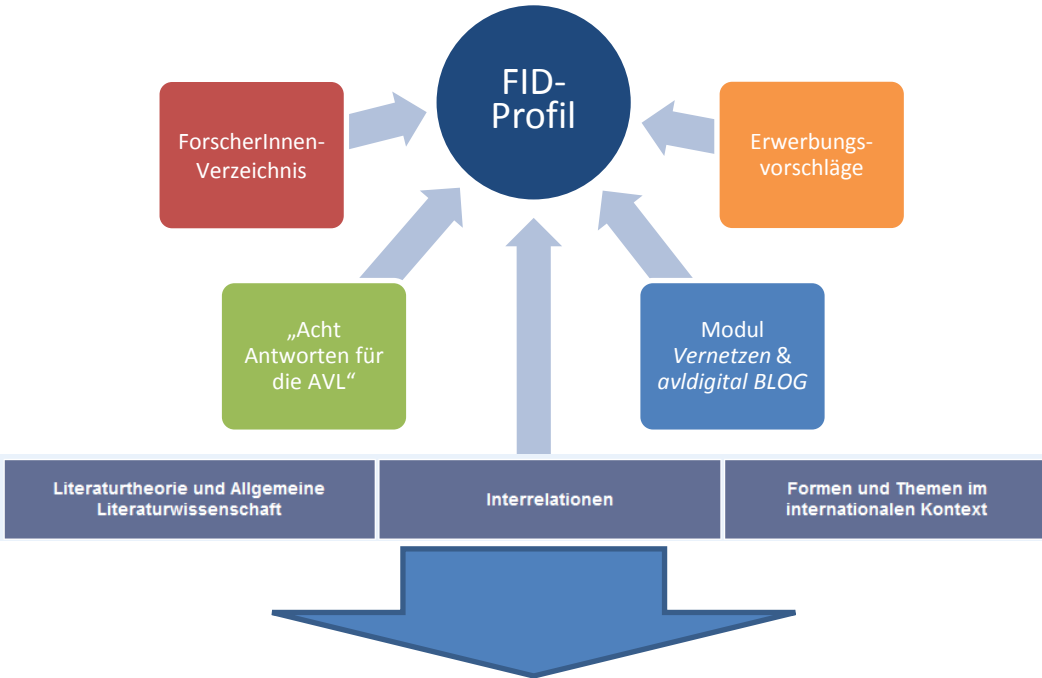 FID-
Profil
ForscherInnen-
Verzeichnis
Erwerbungs-
vorschläge
„Acht
Antworten für
die AVL“
Modul
Vernetzen &
avldigital BLOG
Literaturtheorie und Allgemeine
Literaturwissenschaft
Interrelationen
Formen und Themen im
internationalen Kontext